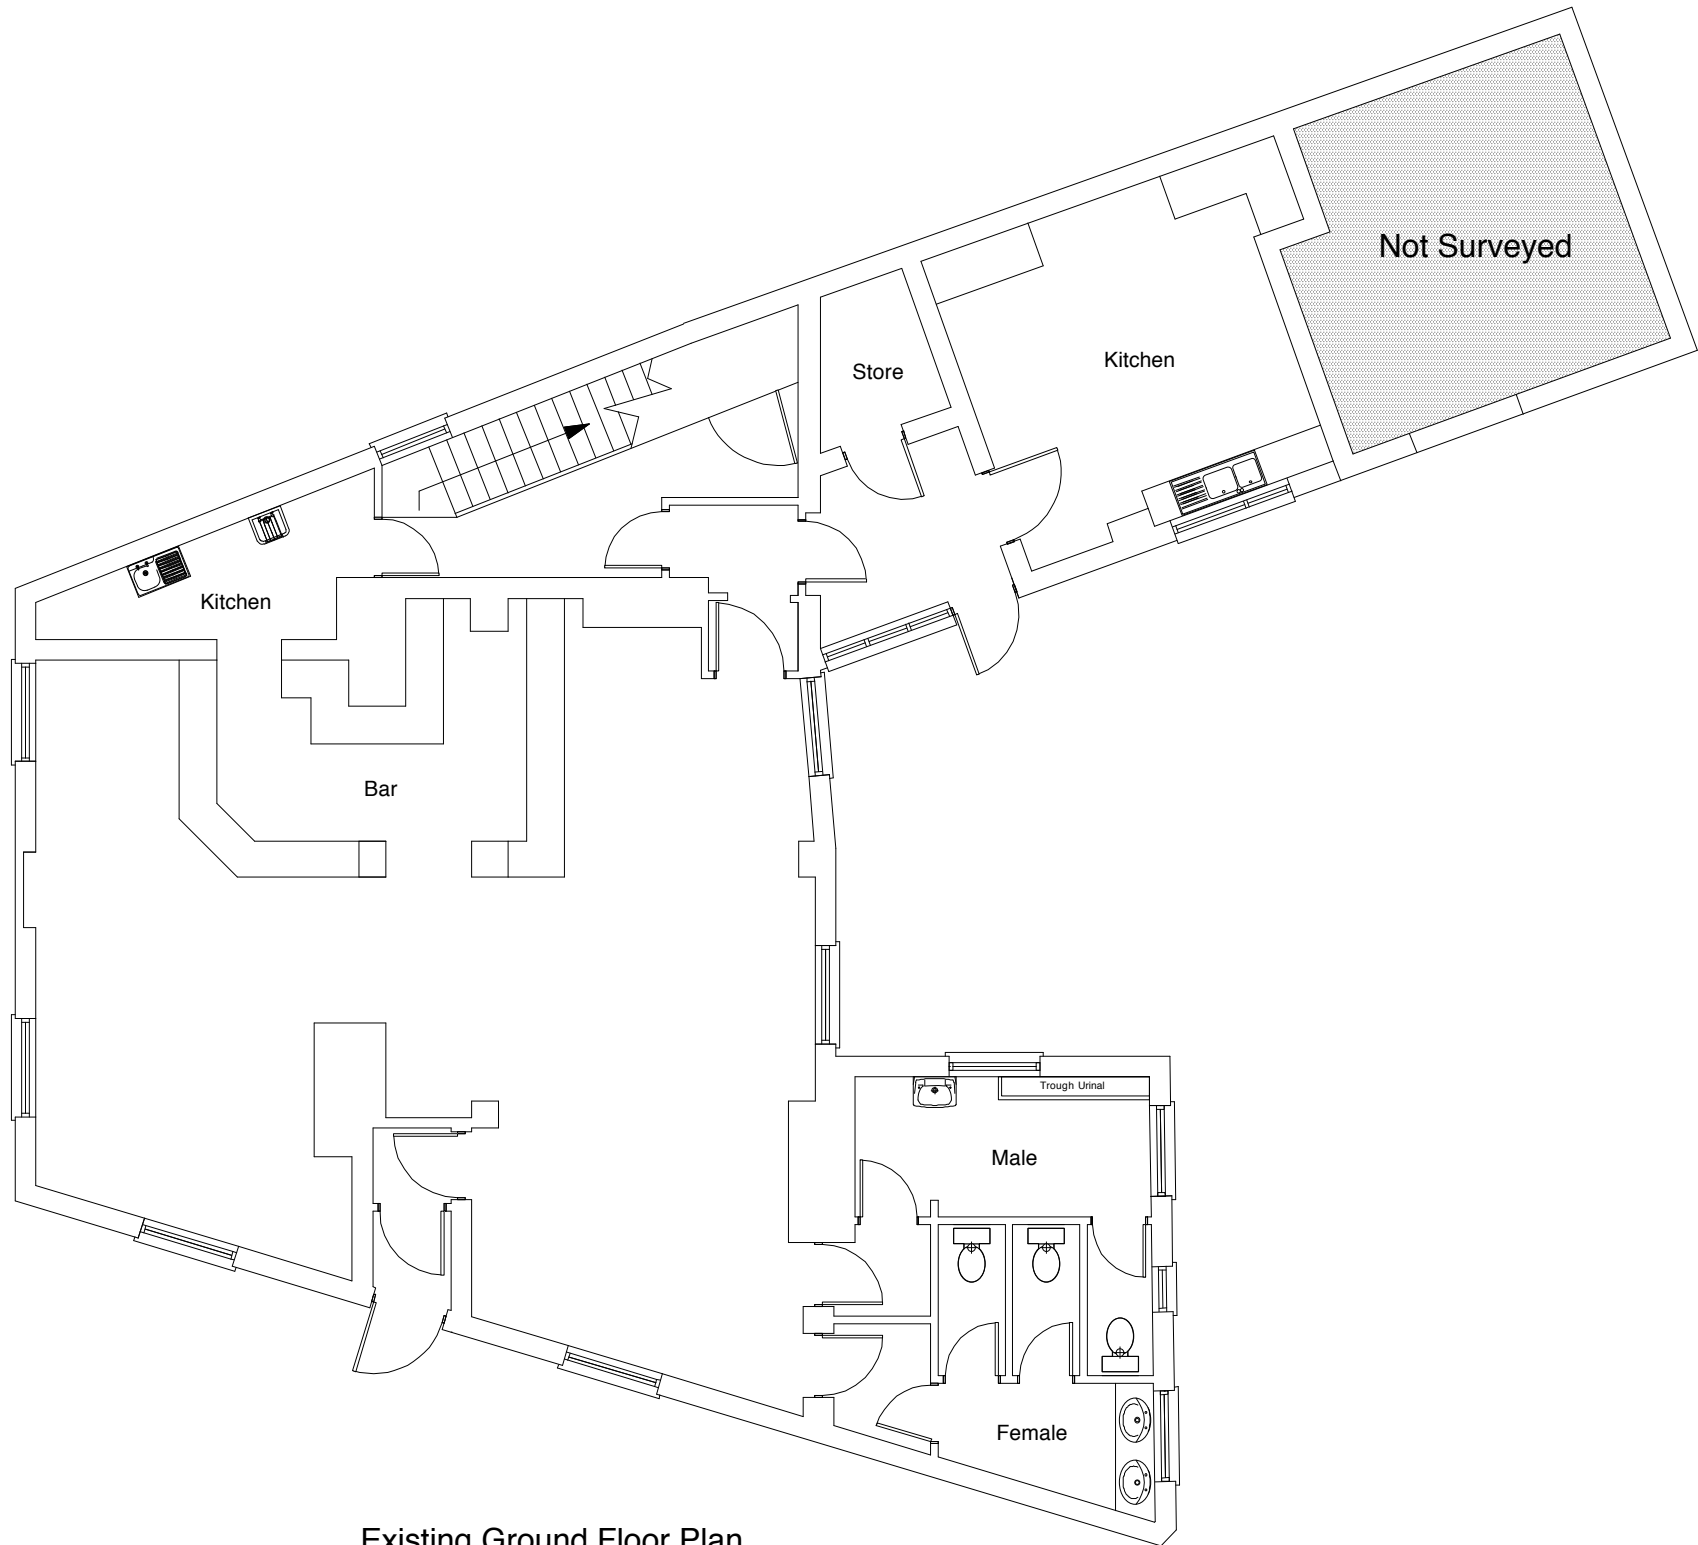 Not Surveyed
Kitchen
Store
Kitchen
Bar
Trough Urinal
Male
Female
Existing Ground Floor Plan